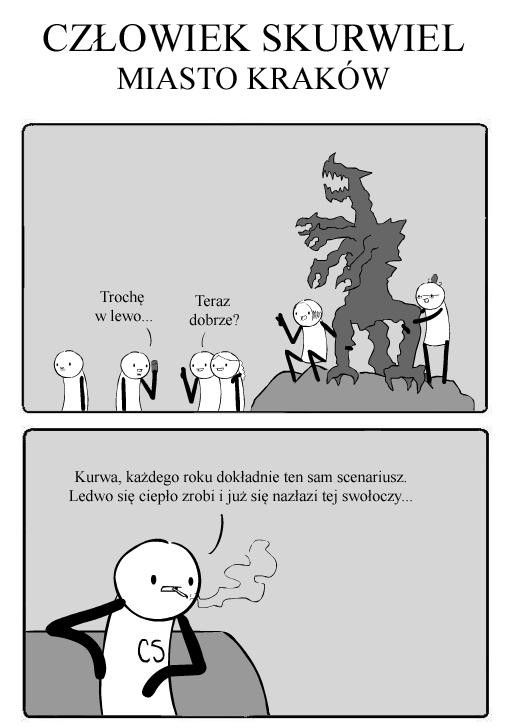 CZŁOWIEK SKURWIEL
MIASTO KRAKÓW
Trochę
w lewo...
Teraz
dobrze?
Kurwa, każdego roku dokładnie ten sam scenariusz.
Ledwo się ciepło zrobi i już się nazłazi tej swołoczy...
CS